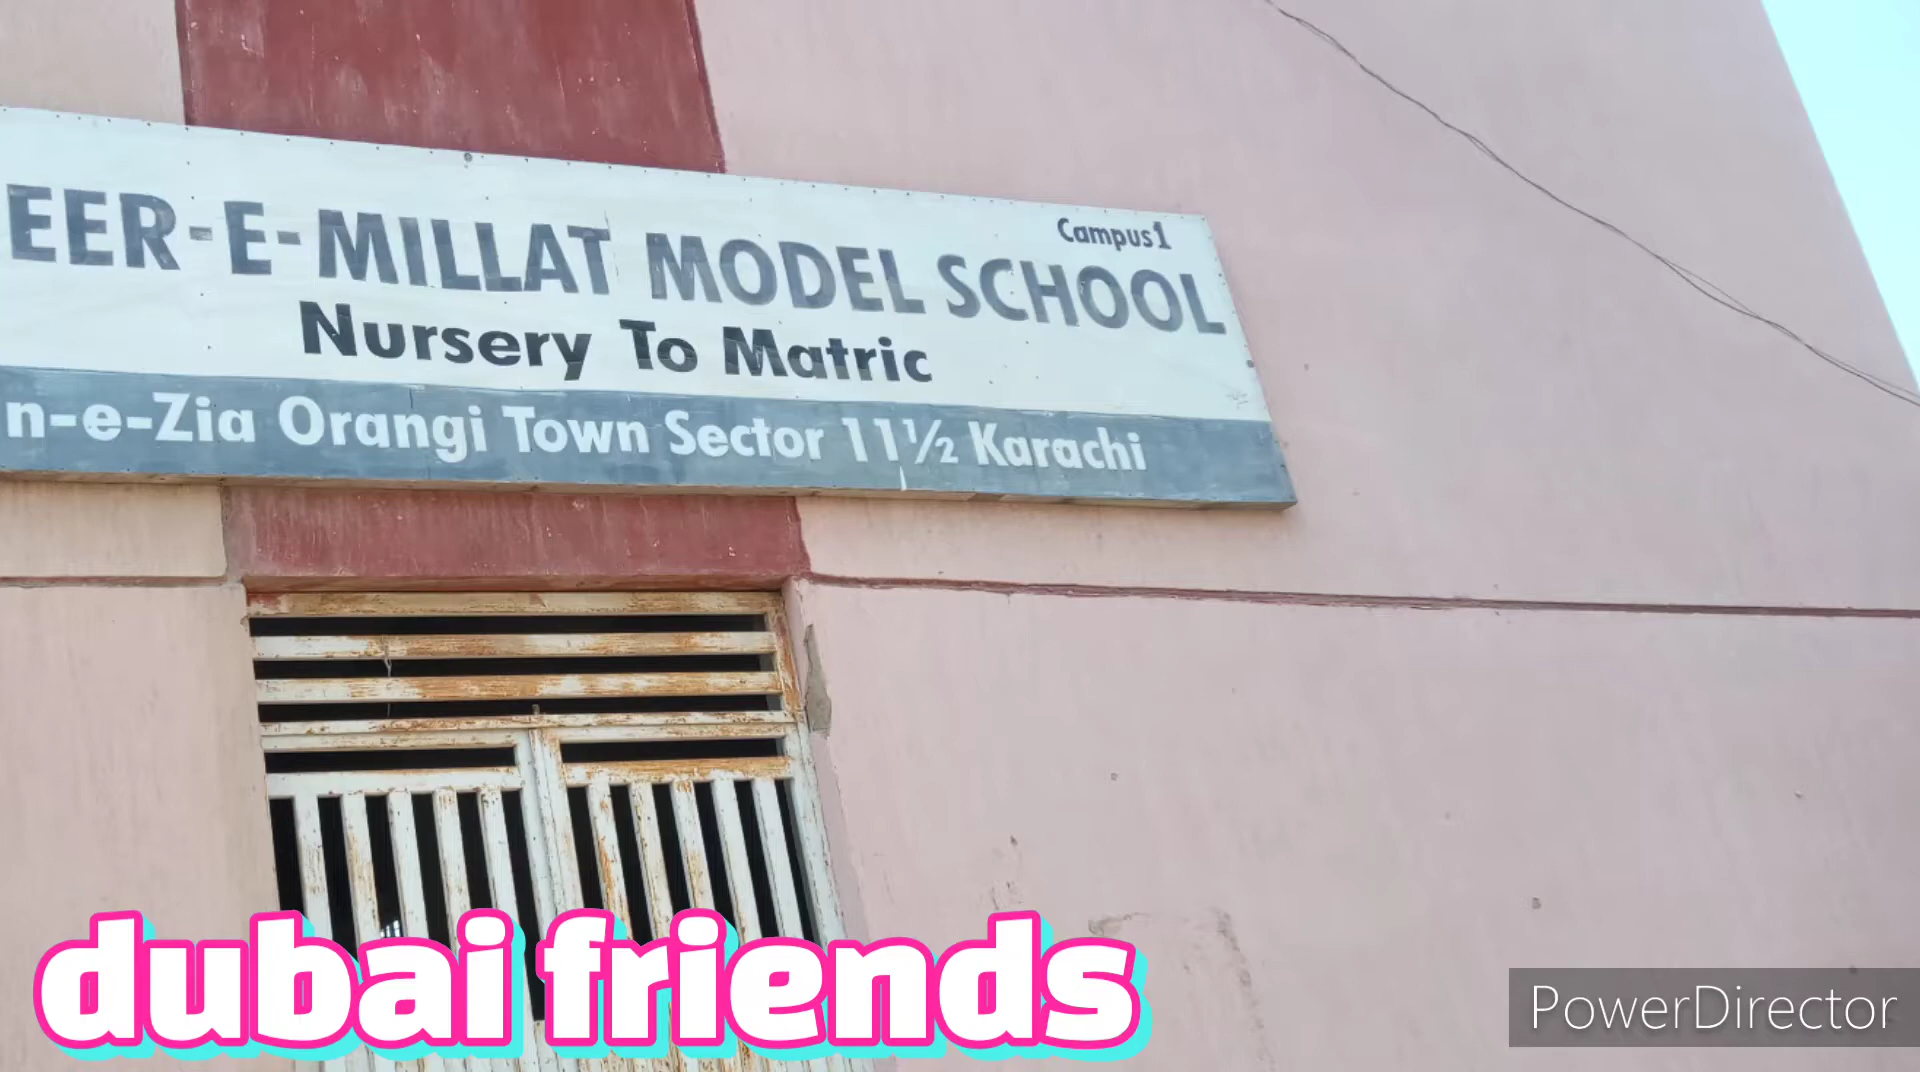 Campus1
EER-E-MILLAT MODEL SCHOOL
Nursery To Matric
n-e-Zia Orangi Town Sector 11½ Karachi
dubai friends
PowerDirector